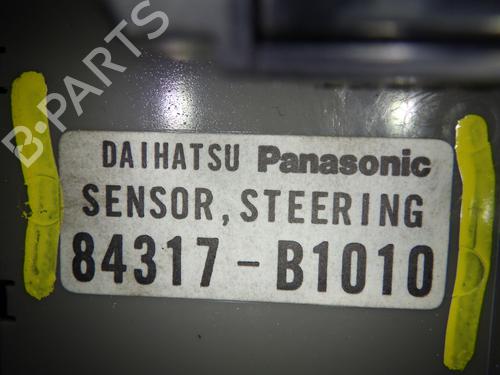 B-PARTS
DAIHATSU Panasonic
SENSOR, STEERING
84317-B1010